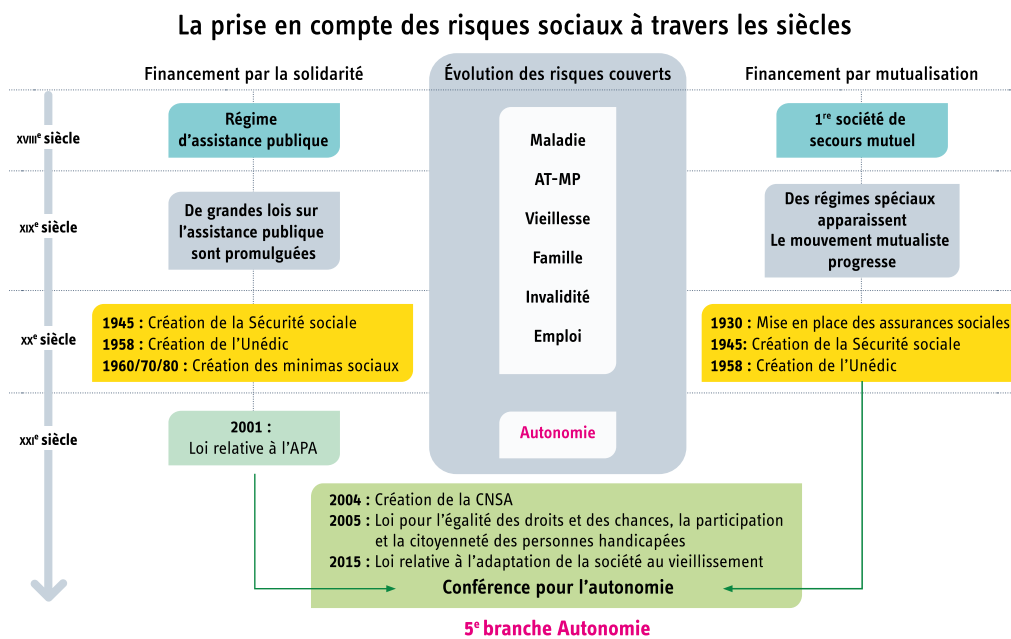 La prise en compte des risques sociaux à travers les siècles
Financement par la solidarité
Évolution des risques couverts
Financement par mutualisation
XVIIIe siècle
Régime
d'assistance publique
1re société de
secours mutuel
XIXe siècle
De grandes lois sur
l'assistance publique
sont promulguées
Des régimes spéciaux
apparaissent
Le mouvement mutualiste
progresse
Maladie
AT-MP
Vieillesse
Famille
Invalidité
Emploi
XXe siècle
1945 : Création de la Sécurité sociale
1958 : Création de l'Unédic
1960/70/80 : Création des minimas sociaux
1930 : Mise en place des assurances sociales
1945: Création de la Sécurité sociale
1958 : Création de l'Unédic
XXIe siècle
2001 :
Loi relative à l'APA
Autonomie
2004 : Création de la CNSA
2005 : Loi pour l'égalité des droits et des chances, la participation
et la citoyenneté des personnes handicapées
2015 : Loi relative à l'adaptation de la société au vieillissement
Conférence pour l'autonomie
5e branche Autonomie